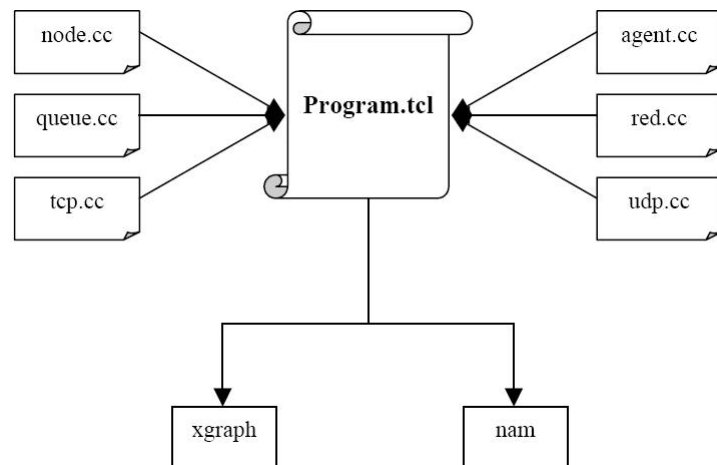 node.cc
queue.cc
tcp.cc
Program.tcl
agent.cc
red.cc
udp.cc
xgraph
nam